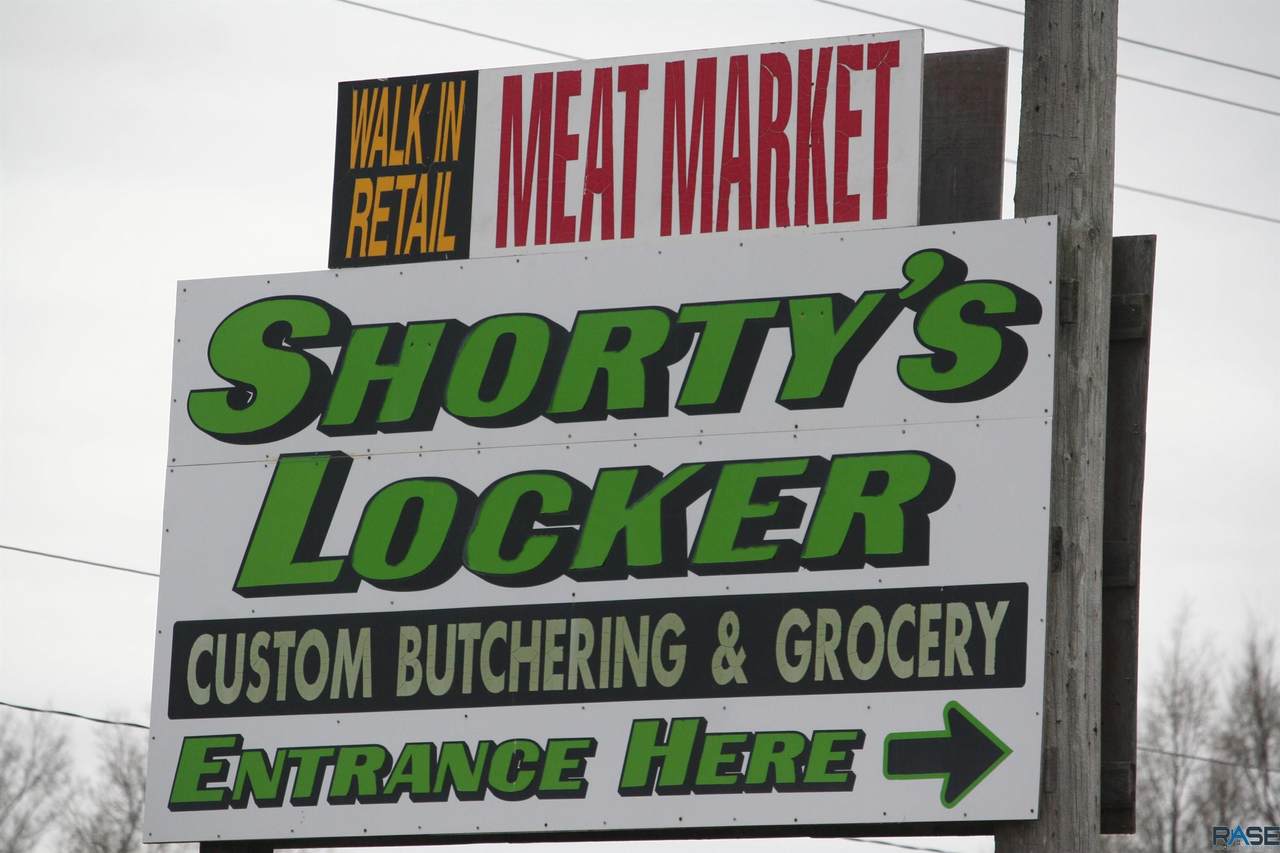 WALK IN
RETAIL
MEAT MARKET
SHORTY'S
LOCKER
CUSTOM BUTCHERING & GROCERY
ENTRANCE HERE
RASE